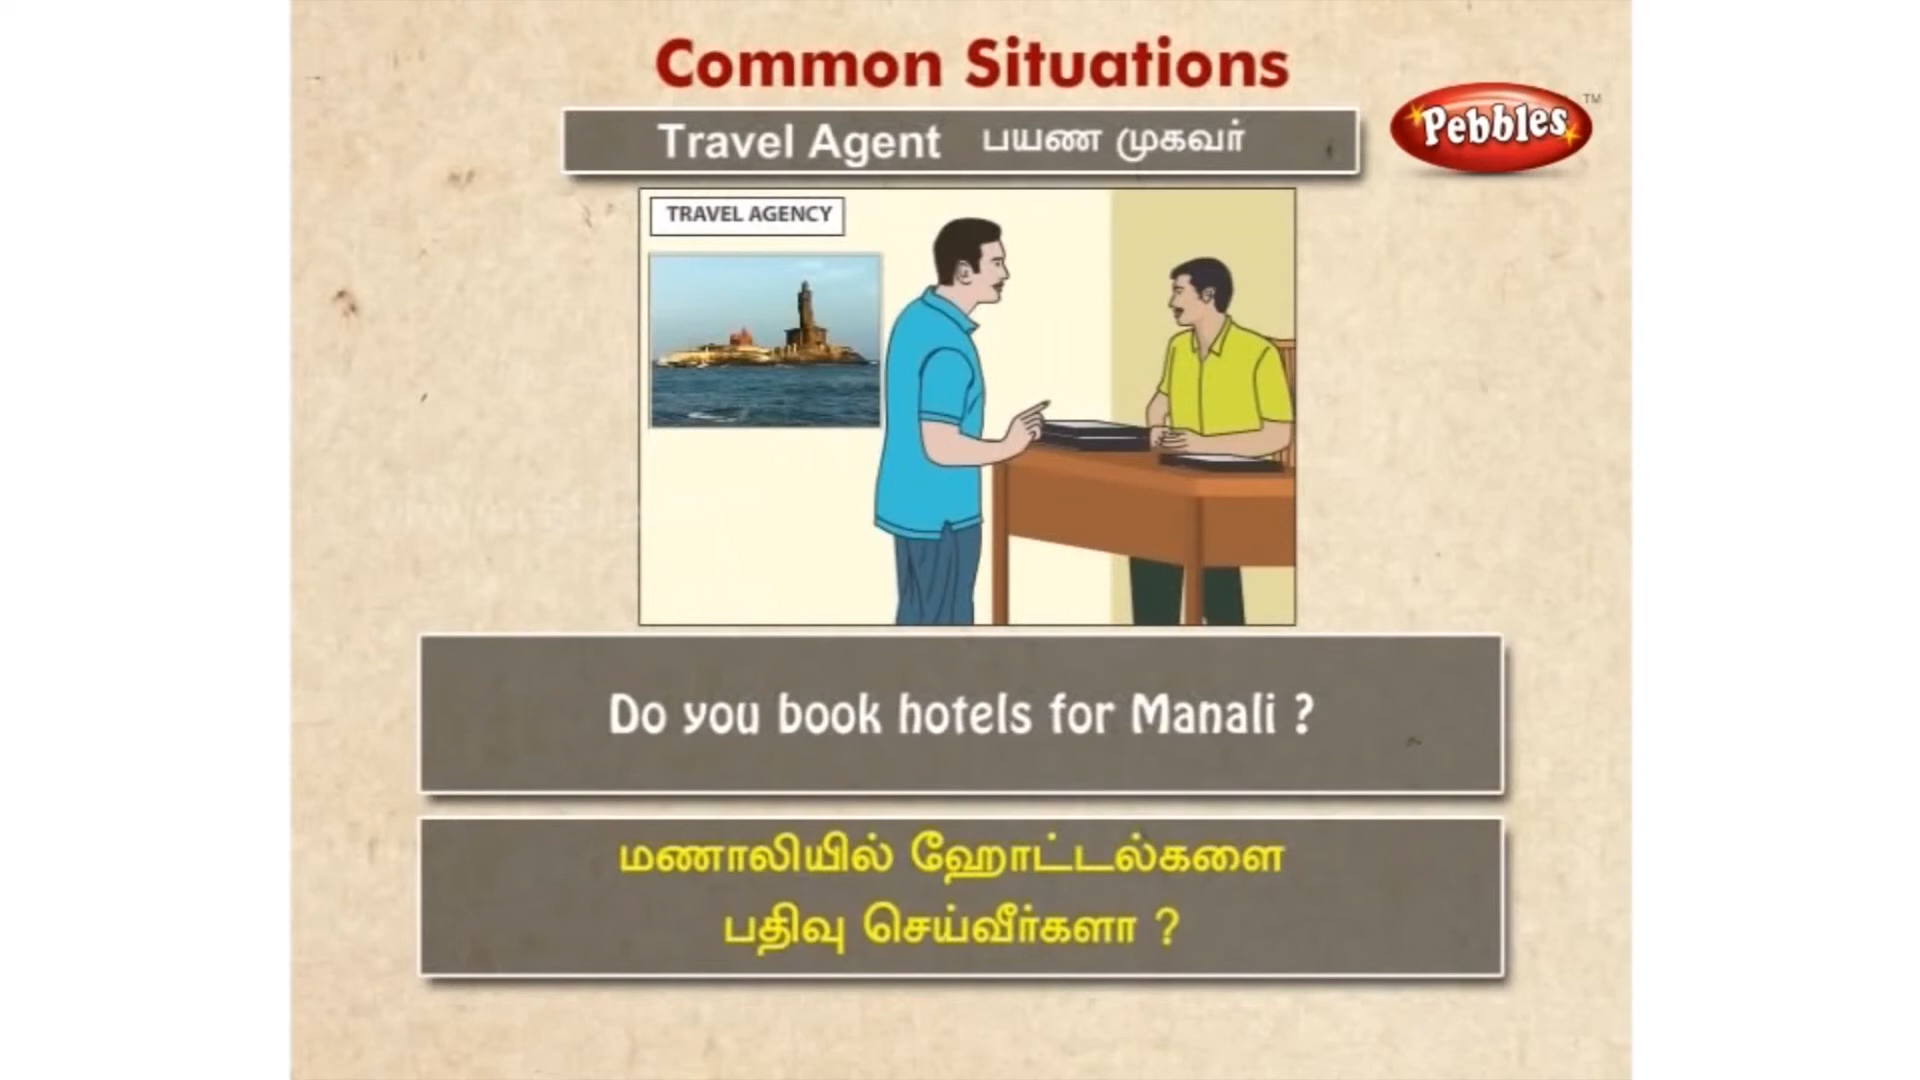 Common Situations
Travel Agent பயண முகவர்
Pebbles TM
TRAVEL AGENCY
Do you book hotels for Manali ?
மணாலியில் ஹோட்டல்களை
பதிவு செய்வீர்களா ?